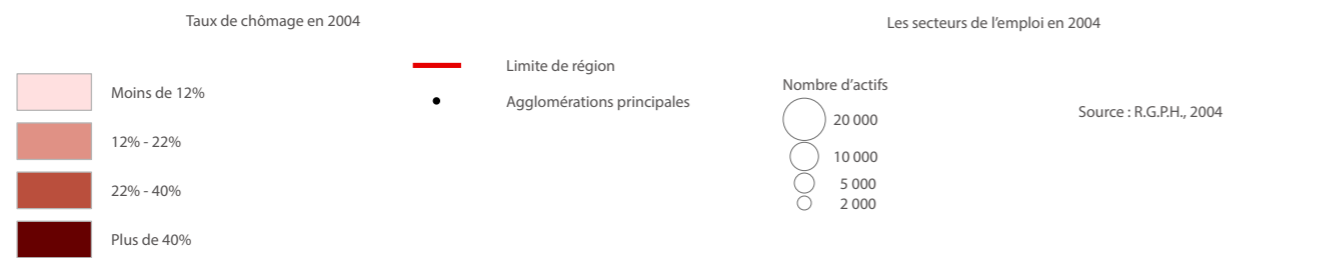 Taux de chômage en 2004
Moins de 12%
12% - 22%
22% - 40%
Plus de 40%
Limite de région
Agglomérations principales
Les secteurs de l’emploi en 2004
Nombre d’actifs
20 000
10 000
5 000
2 000
Source : R.G.P.H., 2004